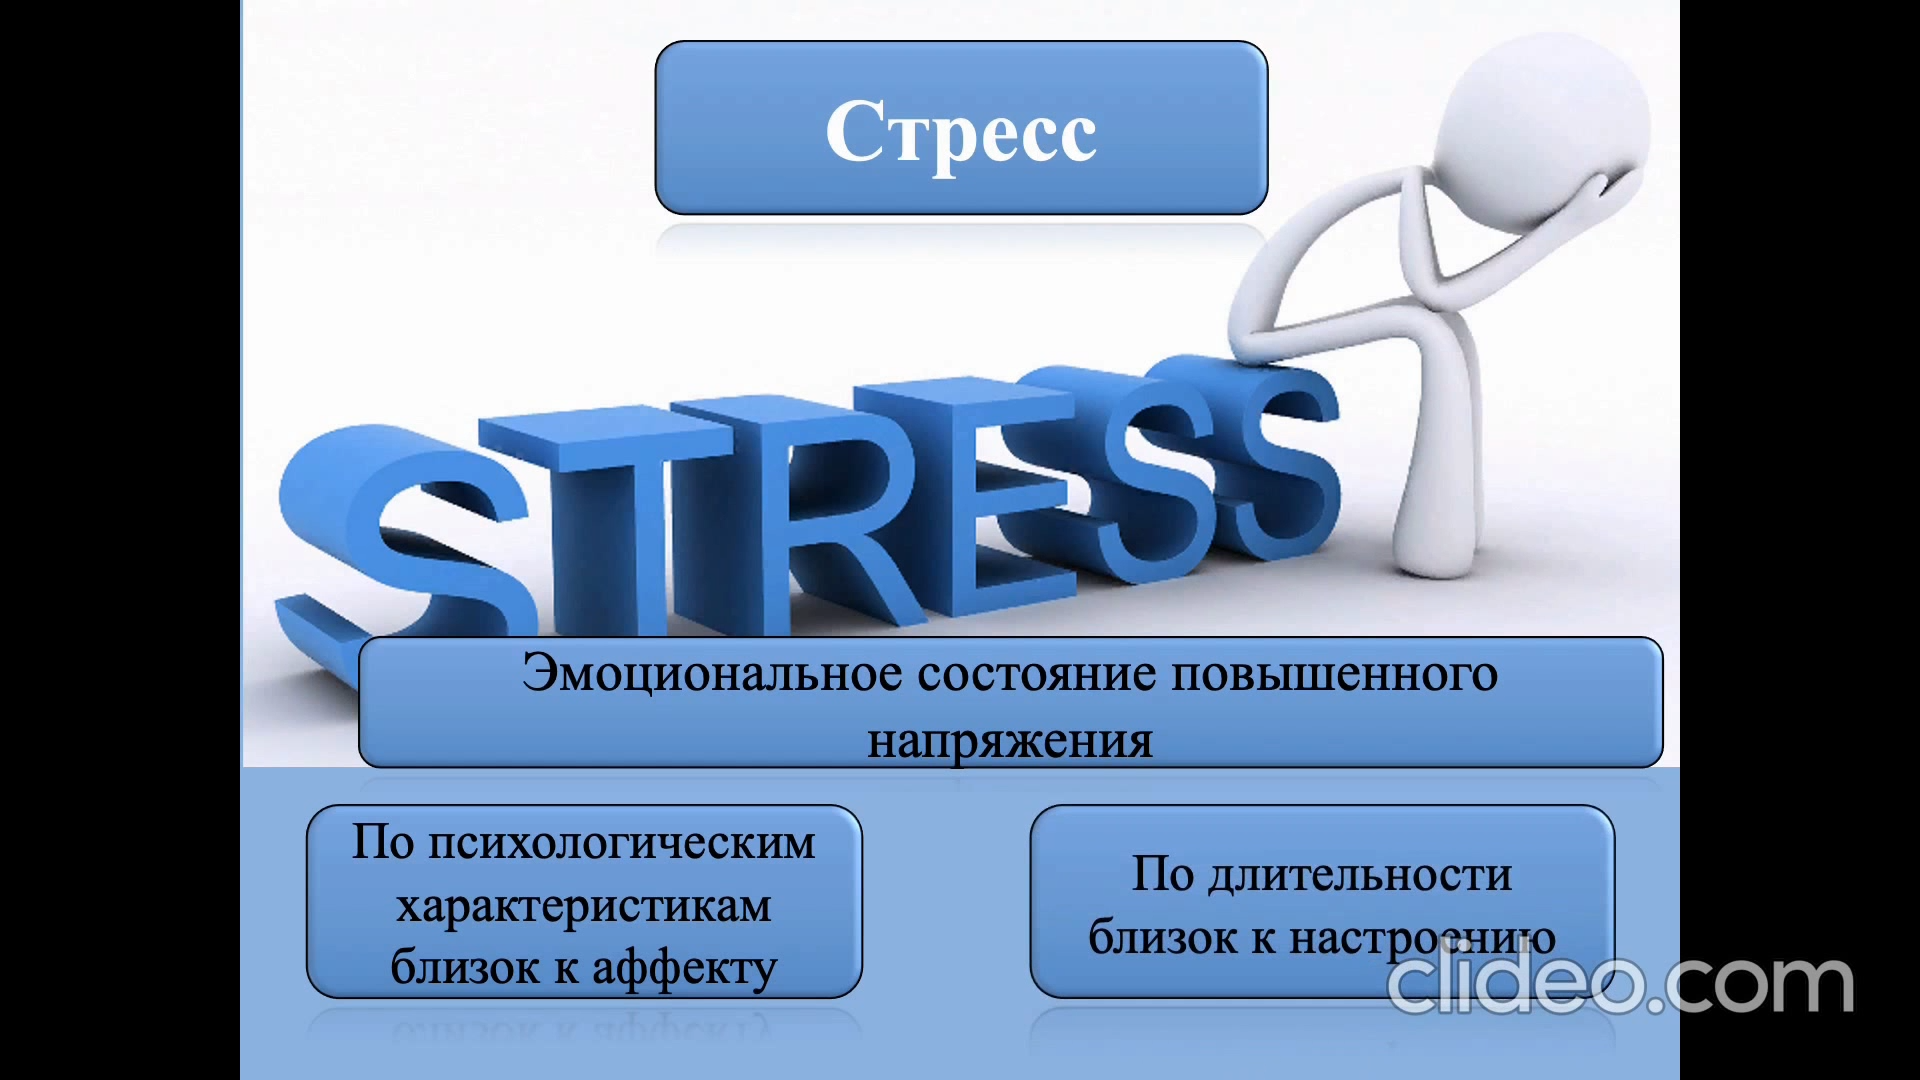 Стресс
STRESS
Эмоциональное состояние повышенного
напряжения
По психологическим
характеристикам
близок к аффекту
По длительности
близок к настроению
clideo.com